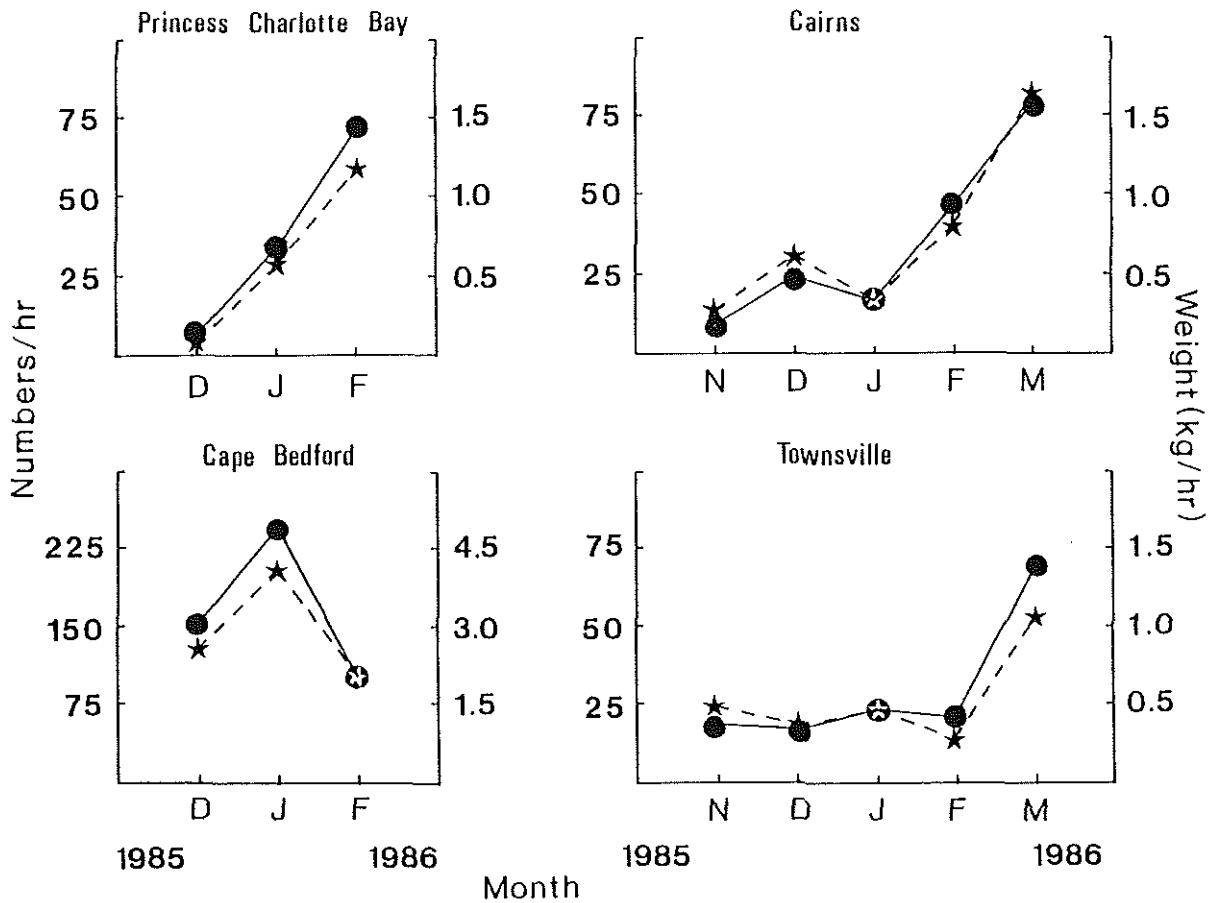 Princess Charlotte Bay
75
50
25
1.5
1.0
0.5
D J F
Cairns
75
50
25
1.5
1.0
0.5
N D J F M
Numbers/hr
Weight(kg/hr)
Cape Bedford
225
150
75
4.5
3.0
1.5
D J F
1985 1986
Townsville
75
50
25
1.5
1.0
0.5
N D J F M
1985 1986
Month